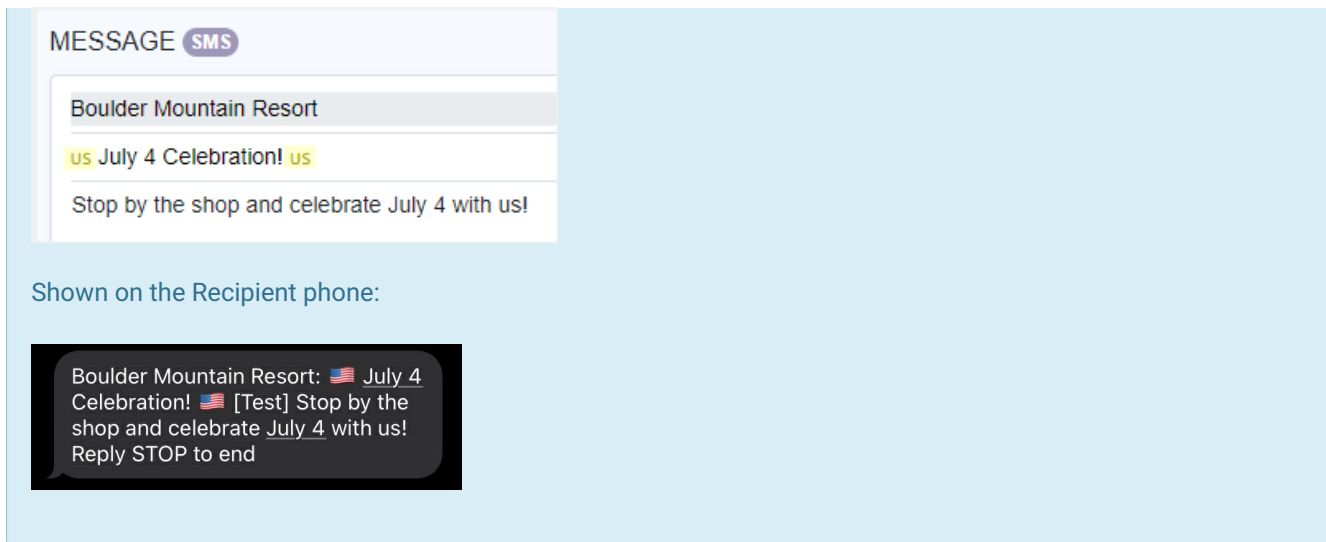 MESSAGE SMS
Boulder Mountain Resort
us July 4 Celebration! us
Stop by the shop and celebrate July 4 with us!
Shown on the Recipient phone:
Boulder Mountain Resort: 🇺🇸 July 4
Celebration! 🇺🇸 [Test] Stop by the
shop and celebrate July 4 with us!
Reply STOP to end